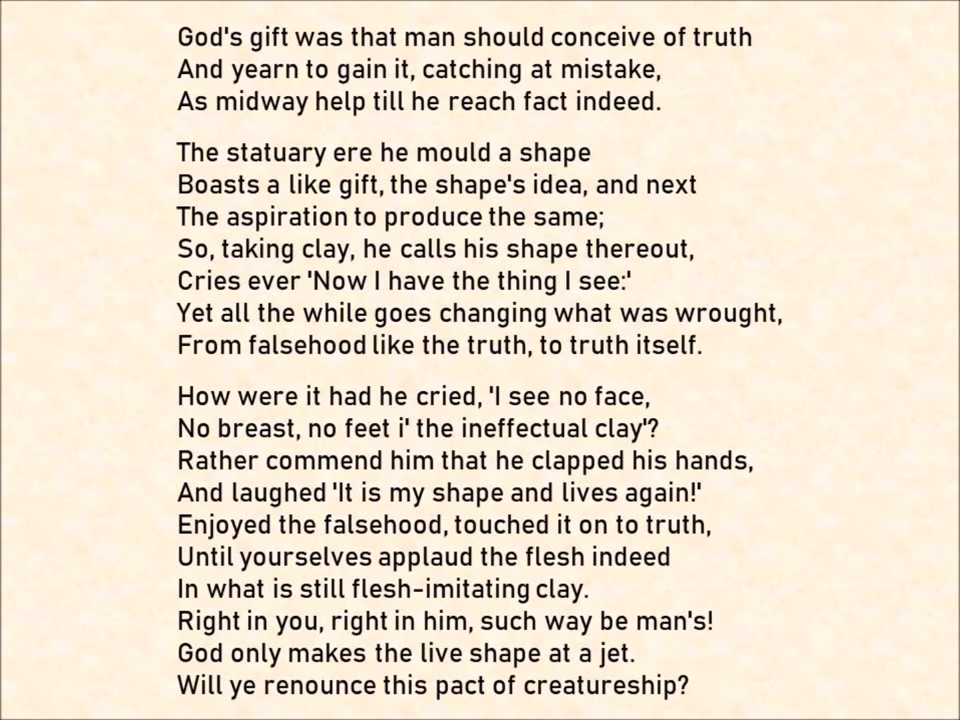 God's gift was that man should conceive of truth
And yearn to gain it, catching at mistake,
As midway help till he reach fact indeed.
The statuary ere he mould a shape
Boasts a like gift, the shape's idea, and next
The aspiration to produce the same;
So, taking clay, he calls his shape thereout,
Cries ever 'Now I have the thing I see:'
Yet all the while goes changing what was wrought,
From falsehood like the truth, to truth itself.
How were it had he cried, 'I see no face,
No breast, no feet i' the ineffectual clay'?
Rather commend him that he clapped his hands,
And laughed 'It is my shape and lives again!'
Enjoyed the falsehood, touched it on to truth,
Until yourselves applaud the flesh indeed
In what is still flesh-imitating clay.
Right in you, right in him, such way be man's!
God only makes the live shape at a jet.
Will ye renounce this pact of creatureship?